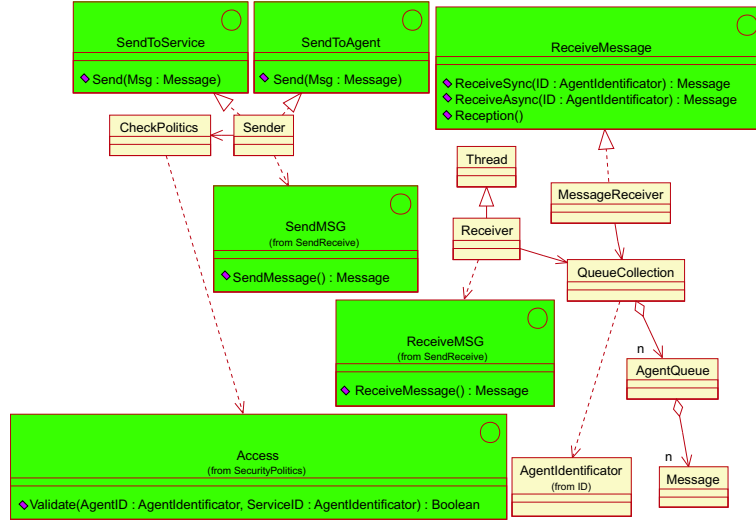 SendToService
Send(Msg : Message)
SendToAgent
Send(Msg : Message)
ReceiveMessage
ReceiveSync(ID : AgentIdentificator) : Message
ReceiveAsync(ID : AgentIdentificator) : Message
Reception()
CheckPolitics
Sender
Thread
MessageReceiver
SendMSG
(from SendReceive)
SendMessage() : Message
Receiver
QueueCollection
ReceiveMSG
(from SendReceive)
ReceiveMessage() : Message
n
AgentQueue
Access
(from SecurityPolitics)
Validate(AgentID : AgentIdentificator, ServiceID : AgentIdentificator) : Boolean
AgentIdentificator
(from ID)
n
Message